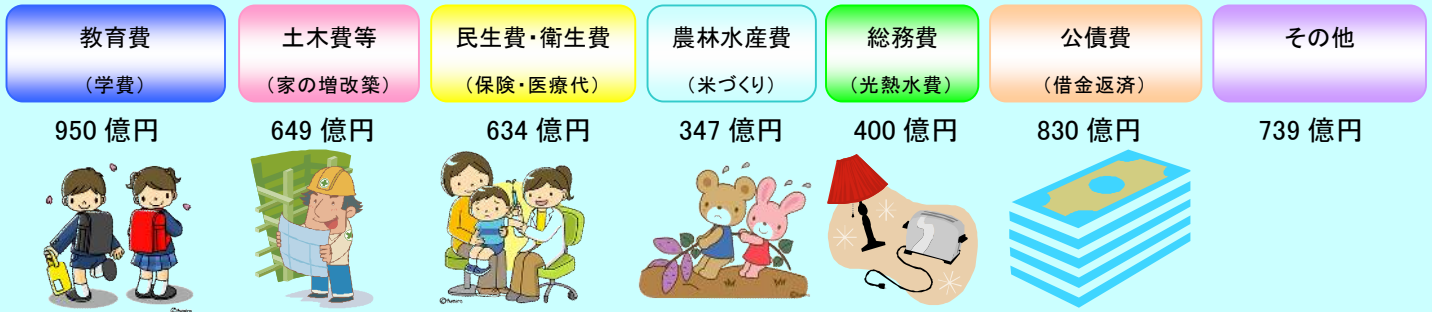 教育費
（学費）
950 億円
土木費等
（家の増改築）
649 億円
民生費・衛生費
（保険・医療代）
634 億円
農林水産費
（米づくり）
347 億円
総務費
（光熱水費）
400 億円
公債費
（借金返済）
830 億円
その他
739 億円